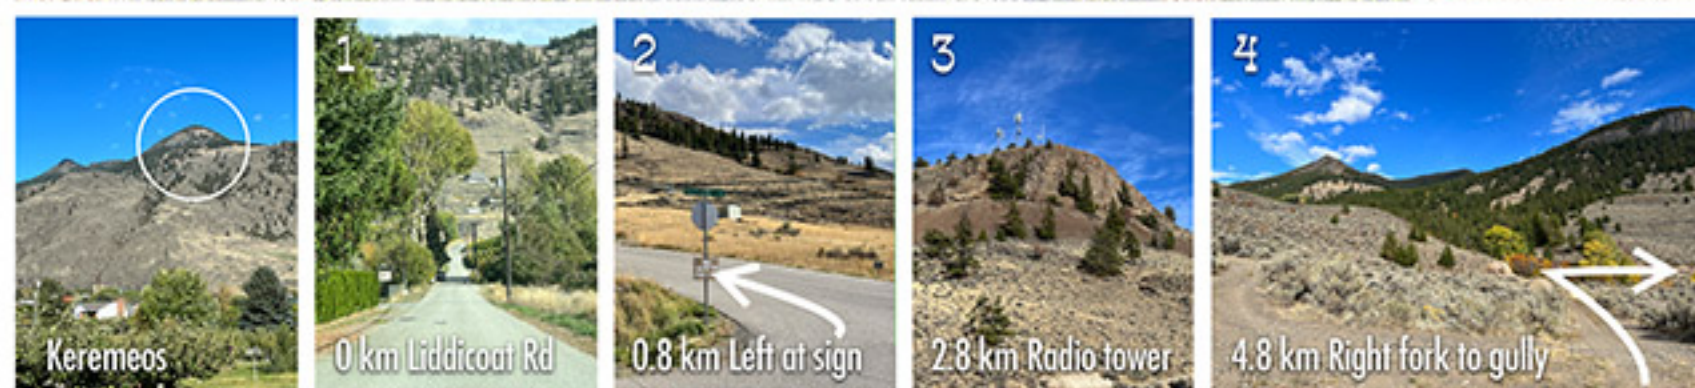 Keremeos
1
0 km Liddicoat Rd
2
0.8 km Left at sign
3
2.8 km Radio tower
4
4.8 km Right fork to gully